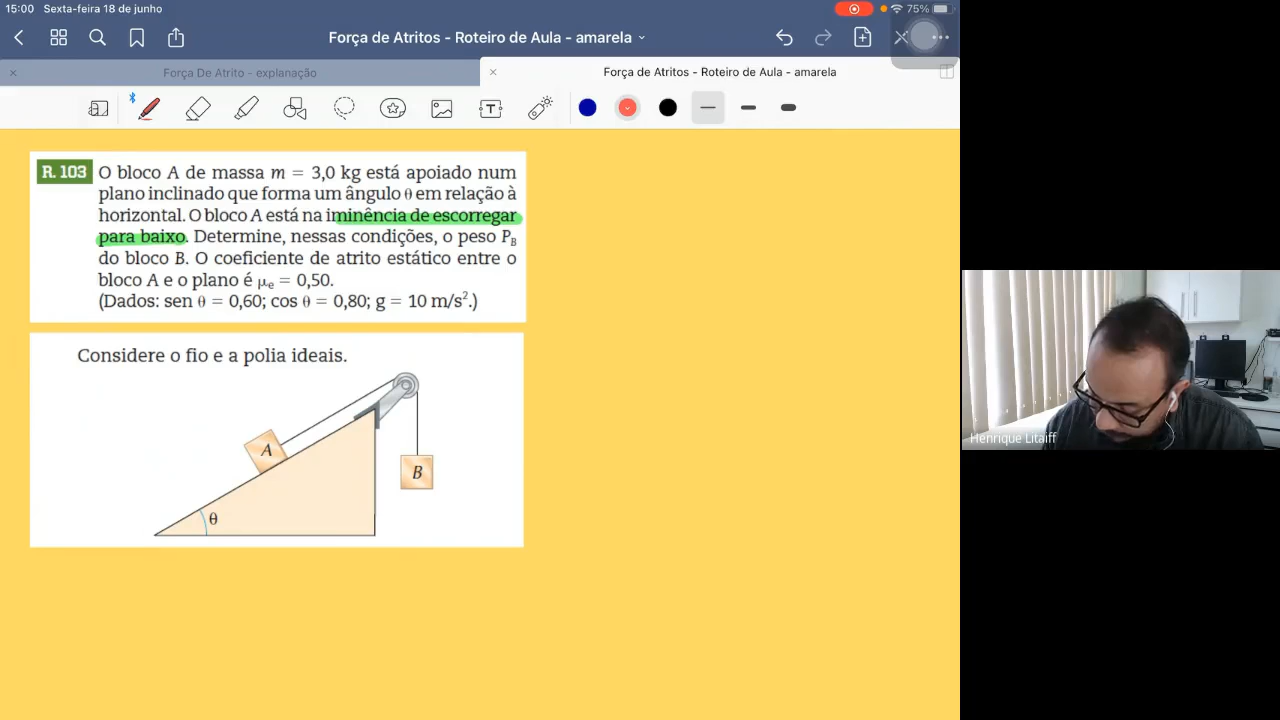 15:00 Sexta-feira 18 de junho
75%
Força de Atritos - Roteiro de Aula - amarela
Força De Atrito - explanação
Força de Atritos - Roteiro de Aula - amarela
T
R. 103 O bloco A de massa m = 3,0 kg está apoiado num
plano inclinado que forma um ângulo θ em relação à
horizontal. O bloco A está na iminência de escorregar
para baixo. Determine, nessas condições, o peso P_B
do bloco B. O coeficiente de atrito estático entre o
bloco A e o plano é μₑ = 0,50.
(Dados: sen θ = 0,60; cos θ = 0,80; g = 10 m/s².)
Considere o fio e a polia ideais.
A
B
θ
Henrique Litaiff